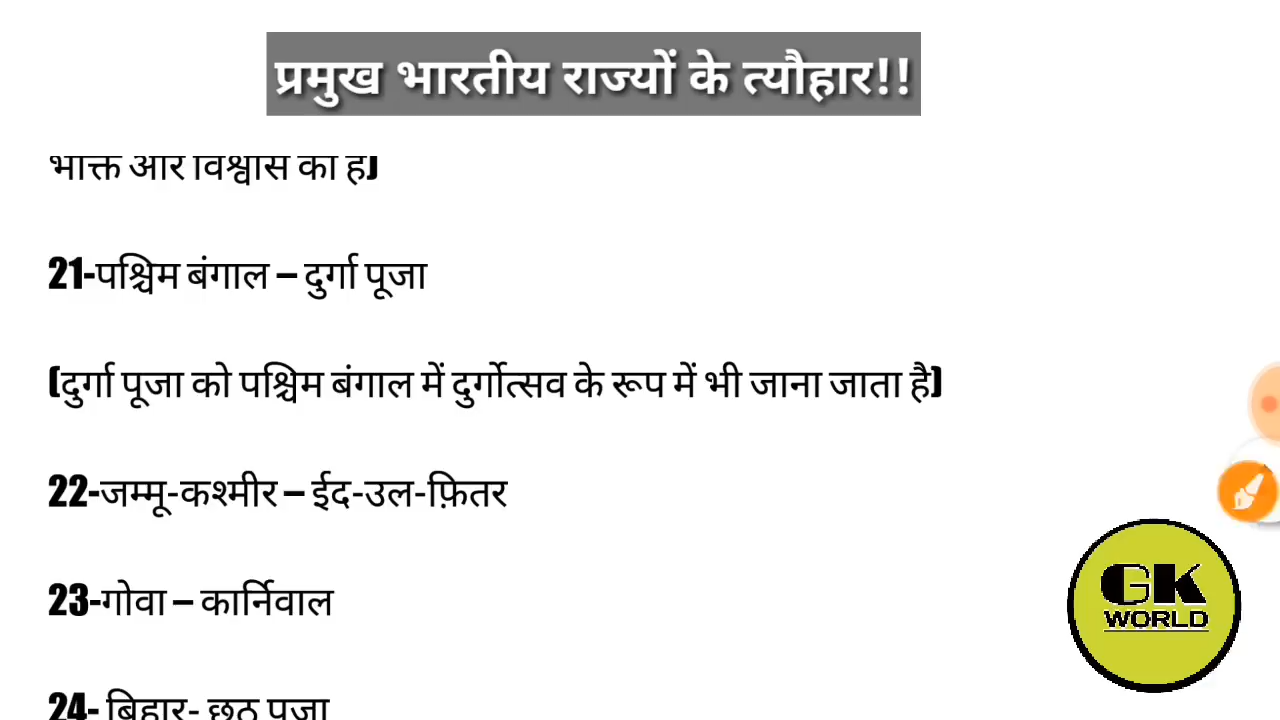 प्रमुख भारतीय राज्यों के त्यौहार!!
भक्ति और विश्वास का है)
21-पश्चिम बंगाल – दुर्गा पूजा
(दुर्गा पूजा को पश्चिम बंगाल में दुर्गोत्सव के रूप में भी जाना जाता है)
22-जम्मू-कश्मीर – ईद-उल-फ़ितर
23-गोवा – कार्निवाल
24- बिहार- छठ पूजा
GK
WORLD